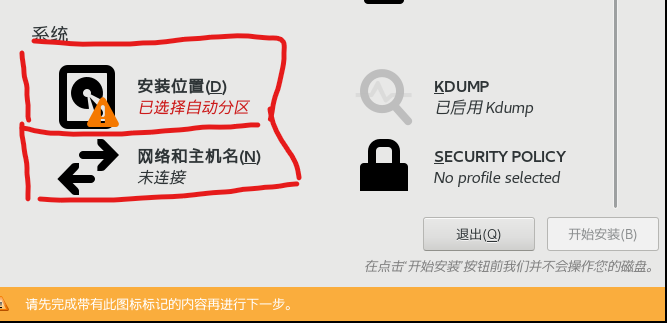 系统
安装位置(D)
已选择自动分区
KDUMP
已启用 Kdump
网络和主机名(N)
未连接
SECURITY POLICY
No profile selected
退出(Q)
开始安装(B)
在点击"开始安装"按钮前我们并不会操作您的磁盘。
请先完成带有此图标标记的内容再进行下一步。